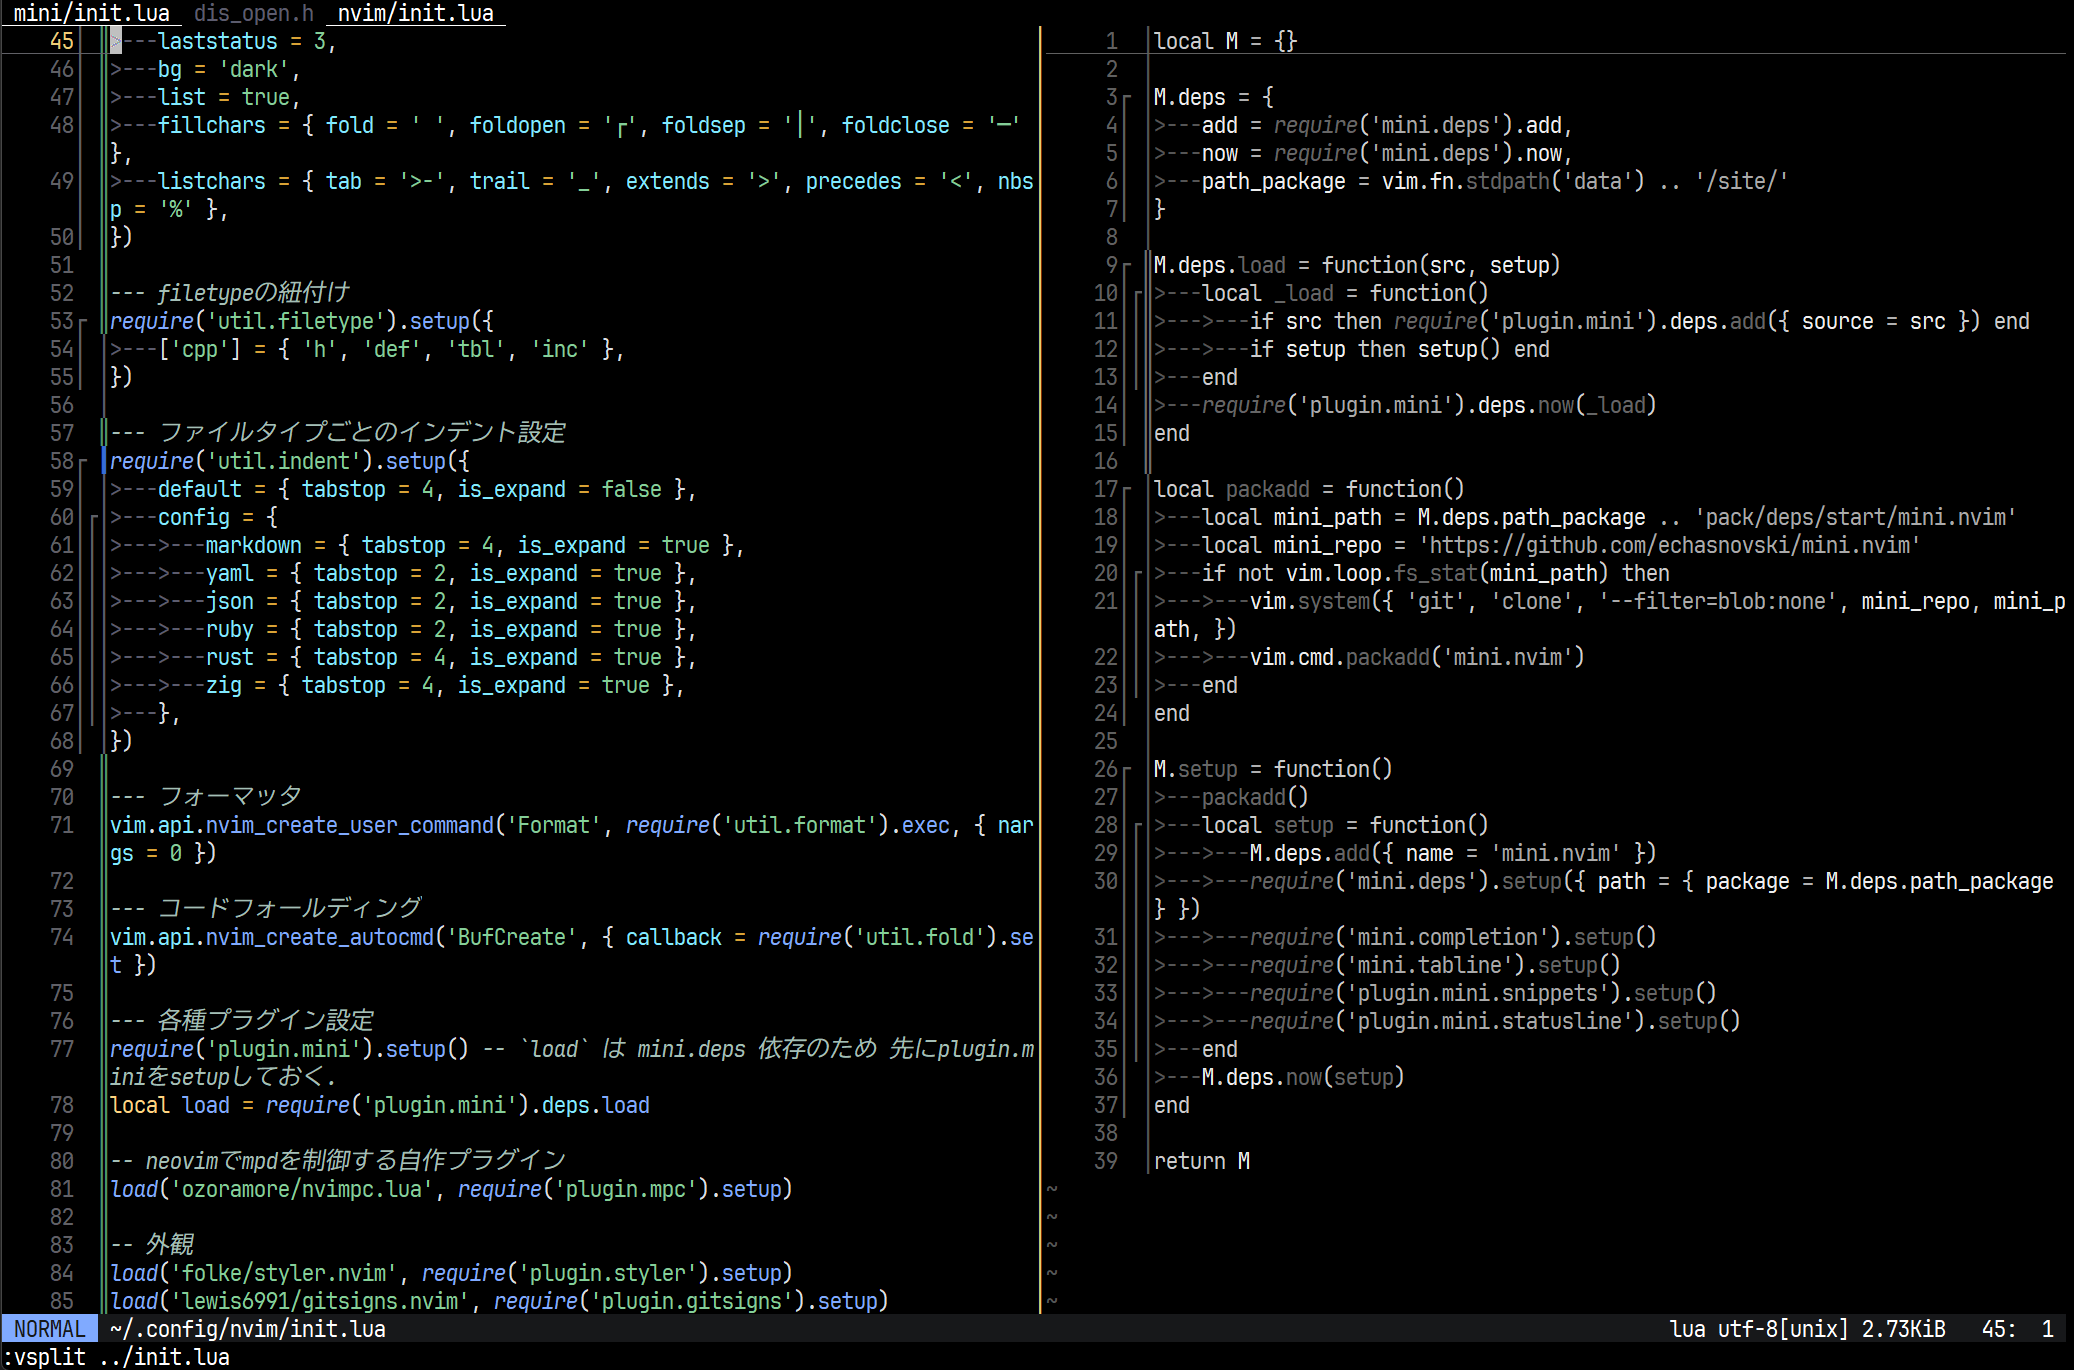 mini/init.lua dis_open.h nvim/init.lua
45 >---laststatus = 3,
46 >---bg = 'dark',
47 >---list = true,
48 >---fillchars = { fold = ' ', foldopen = '┌', foldsep = '│', foldclose = '─'
},
49 >---listchars = { tab = '>-', trail = '_', extends = '>', precedes = '<', nbs
p = '%' },
50 })
51
52 --- filetypeの紐付け
53 require('util.filetype').setup({
54 >---['cpp'] = { 'h', 'def', 'tbl', 'inc' },
55 })
56
57 --- ファイルタイプごとのインデント設定
58 require('util.indent').setup({
59 >---default = { tabstop = 4, is_expand = false },
60 >---config = {
61 >--->---markdown = { tabstop = 4, is_expand = true },
62 >--->---yaml = { tabstop = 2, is_expand = true },
63 >--->---json = { tabstop = 2, is_expand = true },
64 >--->---ruby = { tabstop = 2, is_expand = true },
65 >--->---rust = { tabstop = 4, is_expand = true },
66 >--->---zig = { tabstop = 4, is_expand = true },
67 >---},
68 })
69
70 --- フォーマッタ
71 vim.api.nvim_create_user_command('Format', require('util.format').exec, { nar
gs = 0 })
72
73 --- コードフォールディング
74 vim.api.nvim_create_autocmd('BufCreate', { callback = require('util.fold').se
t })
75
76 --- 各種プラグイン設定
77 require('plugin.mini').setup() -- `load` は mini.deps 依存のため 先にplugin.m
iniをsetupしておく.
78 local load = require('plugin.mini').deps.load
79
80 -- neovimでmpdを制御する自作プラグイン
81 load('ozoramore/nvimpc.lua', require('plugin.mpc').setup)
82
83 -- 外観
84 load('folke/styler.nvim', require('plugin.styler').setup)
85 load('lewis6991/gitsigns.nvim', require('plugin.gitsigns').setup)
1 local M = {}
2
3 M.deps = {
4 >---add = require('mini.deps').add,
5 >---now = require('mini.deps').now,
6 >---path_package = vim.fn.stdpath('data') .. '/site/'
7 }
8
9 M.deps.load = function(src, setup)
10 >---local _load = function()
11 >--->---if src then require('plugin.mini').deps.add({ source = src }) end
12 >--->---if setup then setup() end
13 >---end
14 >---require('plugin.mini').deps.now(_load)
15 end
16
17 local packadd = function()
18 >---local mini_path = M.deps.path_package .. 'pack/deps/start/mini.nvim'
19 >---local mini_repo = 'https://github.com/echasnovski/mini.nvim'
20 >---if not vim.loop.fs_stat(mini_path) then
21 >--->---vim.system({ 'git', 'clone', '--filter=blob:none', mini_repo, mini_p
ath, })
22 >--->---vim.cmd.packadd('mini.nvim')
23 >---end
24 end
25
26 M.setup = function()
27 >---packadd()
28 >---local setup = function()
29 >--->---M.deps.add({ name = 'mini.nvim' })
30 >--->---require('mini.deps').setup({ path = { package = M.deps.path_package
} })
31 >--->---require('mini.completion').setup()
32 >--->---require('mini.tabline').setup()
33 >--->---require('plugin.mini.snippets').setup()
34 >--->---require('plugin.mini.statusline').setup()
35 >---end
36 >---M.deps.now(setup)
37 end
38
39 return M
~
~
~
~
~
NORMAL ~/.config/nvim/init.lua lua utf-8[unix] 2.73KiB 45: 1
:vsplit ../init.lua